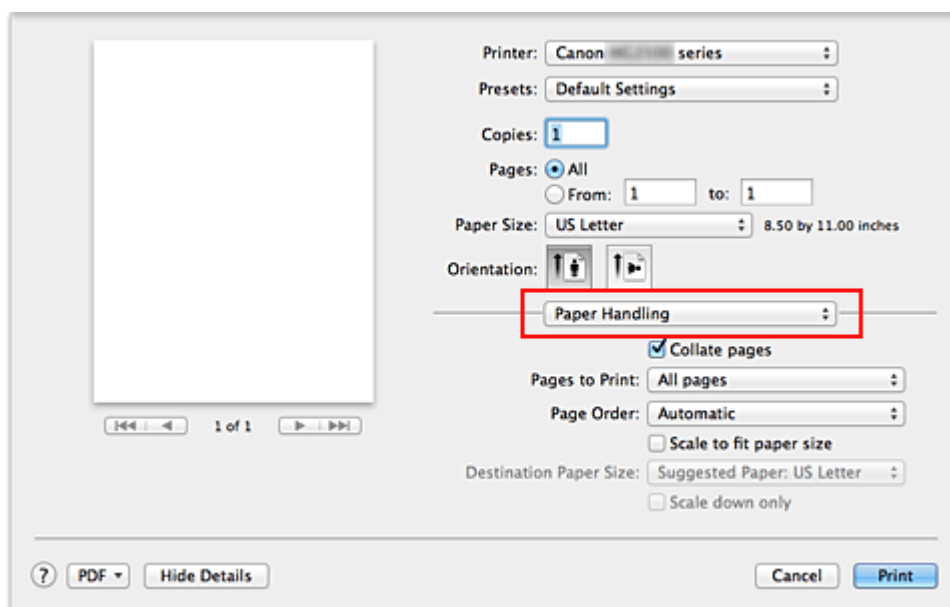 Printer: Canon series
Presets: Default Settings
Copies: 1
Pages: All
From: 1 to: 1
Paper Size: US Letter 8.50 by 11.00 inches
Orientation:
Paper Handling
Collate pages
Pages to Print: All pages
Page Order: Automatic
1 of 1
Scale to fit paper size
Destination Paper Size: Suggested Paper: US Letter
Scale down only
? PDF Hide Details Cancel Print